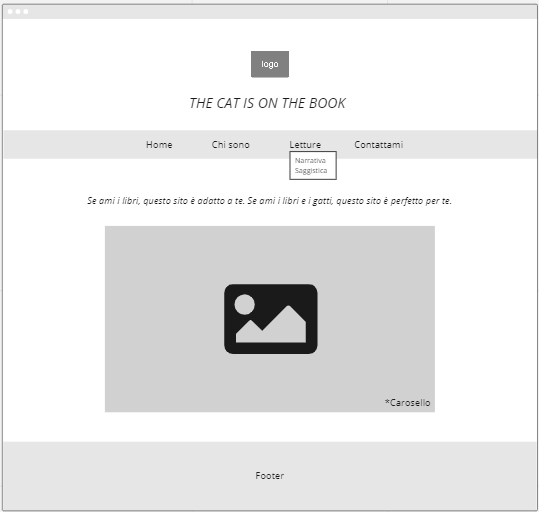 logo
THE CAT IS ON THE BOOK
Home Chi sono Letture Contattami
Narrativa
Saggistica
Se ami i libri, questo sito è adatto a te. Se ami i libri e i gatti, questo sito è perfetto per te.
*Carosello
Footer